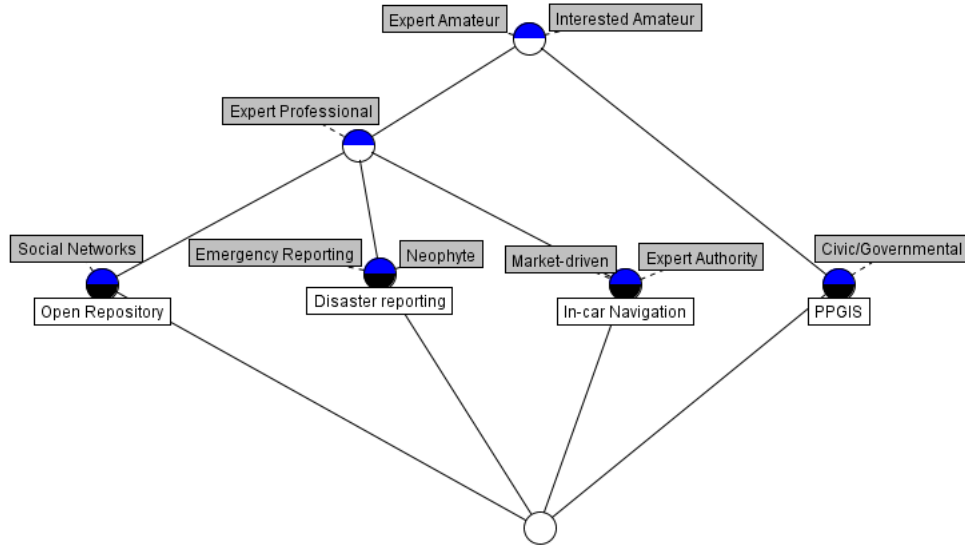 Expert Amateur
Interested Amateur
Expert Professional
Social Networks
Emergency Reporting
Neophyte
Market-driven
Expert Authority
Civic/Governmental
Open Repository
Disaster reporting
In-car Navigation
PPGIS